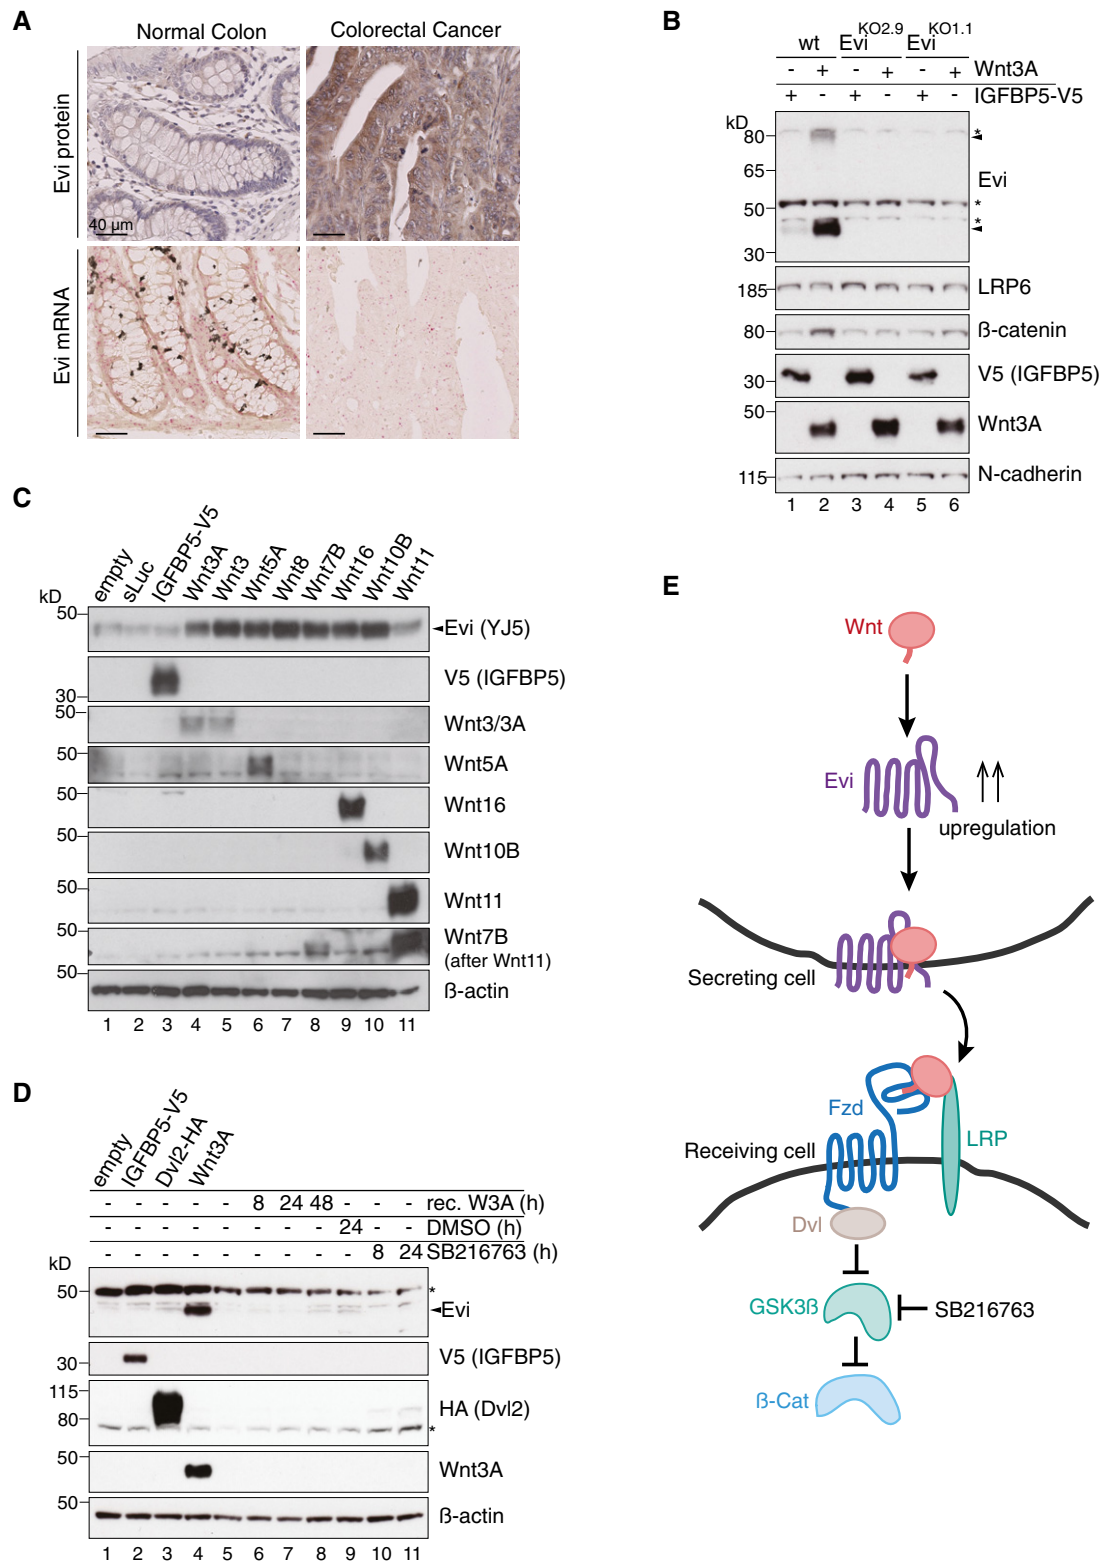 A
Normal Colon
Colorectal Cancer
Evi protein
40 µm
Evi mRNA
B
wt
Evi KO2.9
Evi KO1.1
- + - + - + Wnt3A
+ - + - + - IGFBP5-V5
kD
80
65
50
30
*
*
*
Evi
185
LRP6
80
ß-catenin
30
V5 (IGFBP5)
50
Wnt3A
115
N-cadherin
1 2 3 4 5 6
C
empty
sLuc
IGFBP5-V5
Wnt3A
Wnt3
Wnt5A
Wnt8
Wnt7B
Wnt16
Wnt10B
Wnt11
kD
50
Evi (YJ5)
30
V5 (IGFBP5)
50
Wnt3/3A
50
Wnt5A
50
Wnt16
50
Wnt10B
50
Wnt11
50
Wnt7B
(after Wnt11)
50
ß-actin
1 2 3 4 5 6 7 8 9 10 11
D
empty
IGFBP5-V5
Dvl2-HA
Wnt3A
- - - - - 8 24 48 - - - rec. W3A (h)
- - - - - - - - 24 - - DMSO (h)
- - - - - - - - - 8 24 SB216763 (h)
kD
50
*
Evi
30
V5 (IGFBP5)
115
80
HA (Dvl2)
*
50
Wnt3A
50
ß-actin
1 2 3 4 5 6 7 8 9 10 11
E
Wnt
Evi
upregulation
Secreting cell
Fzd
LRP
Receiving cell
Dvl
GSK3ß
SB216763
ß-Cat